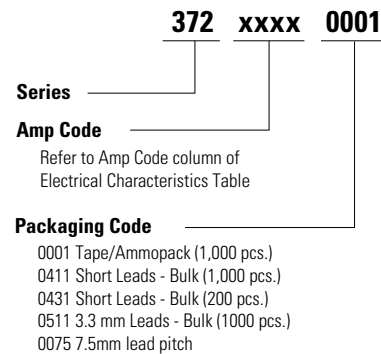 372 xxxx 0001
Series
Amp Code
Refer to Amp Code column of
Electrical Characteristics Table
Packaging Code
0001 Tape/Ammopack (1,000 pcs.)
0411 Short Leads - Bulk (1,000 pcs.)
0431 Short Leads - Bulk (200 pcs.)
0511 3.3 mm Leads - Bulk (1000 pcs.)
0075 7.5mm lead pitch